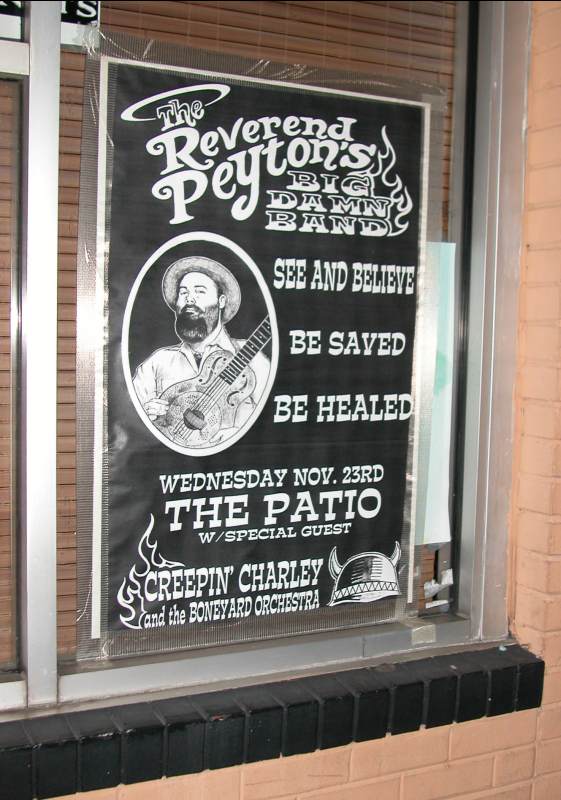 The
Reverend
Peyton's
BIG
DAMN
BAND
SEE AND BELIEVE
BE SAVED
BE HEALED
WEDNESDAY NOV. 23RD
THE PATIO
W/SPECIAL GUEST
CREEPIN' CHARLEY
and the BONEYARD ORCHESTRA